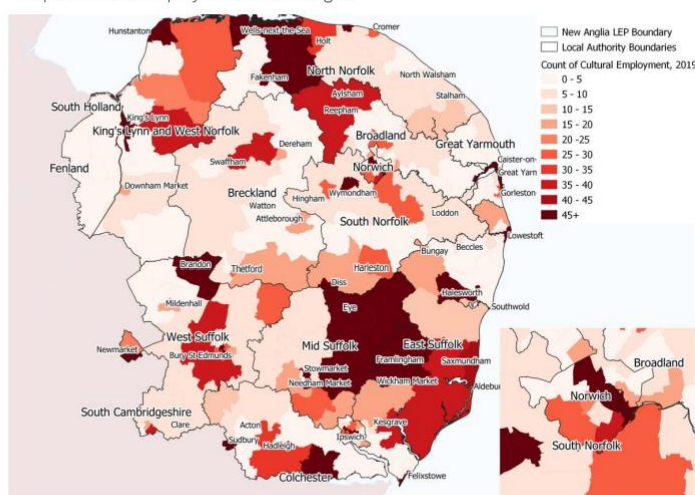 New Anglia LEP Boundary
Local Authority Boundaries
Count of Cultural Employment, 2019
0 - 5
5 - 10
10 - 15
15 - 20
20 -25
25 - 30
30 - 35
35 - 40
40 - 45
45+
Hunstanton
Wells-next-the-Sea
Cromer
Holt
Fakenham
North Norfolk
North Walsham
Aylsham
Stalham
South Holland
Reepham
King's Lynn
King's Lynn and West Norfolk
Broadland
Dereham
Great Yarmouth
Swaffham
Norwich
Caister-on-
Fenland
Great Yarm
Downham Market
Breckland
Hingham
Wymondham
Gorleston
Watton
Attleborough
South Norfolk
Loddon
Lowestoft
Beccles
Bungay
Brandon
Thetford
Harleston
Diss
Halesworth
Mildenhall
Eye
Southwold
West Suffolk
Mid Suffolk
East Suffolk
Newmarket
Bury St Edmunds
Framlingham
Saxmundham
Stowmarket
Needham Market
Wickham Market
Aldebur
South Cambridgeshire
Clare
Acton
Kesgrave
Sudbury
Hadleigh
Ipswich
Colchester
Felixstowe
Broadland
Norwich
South Norfolk